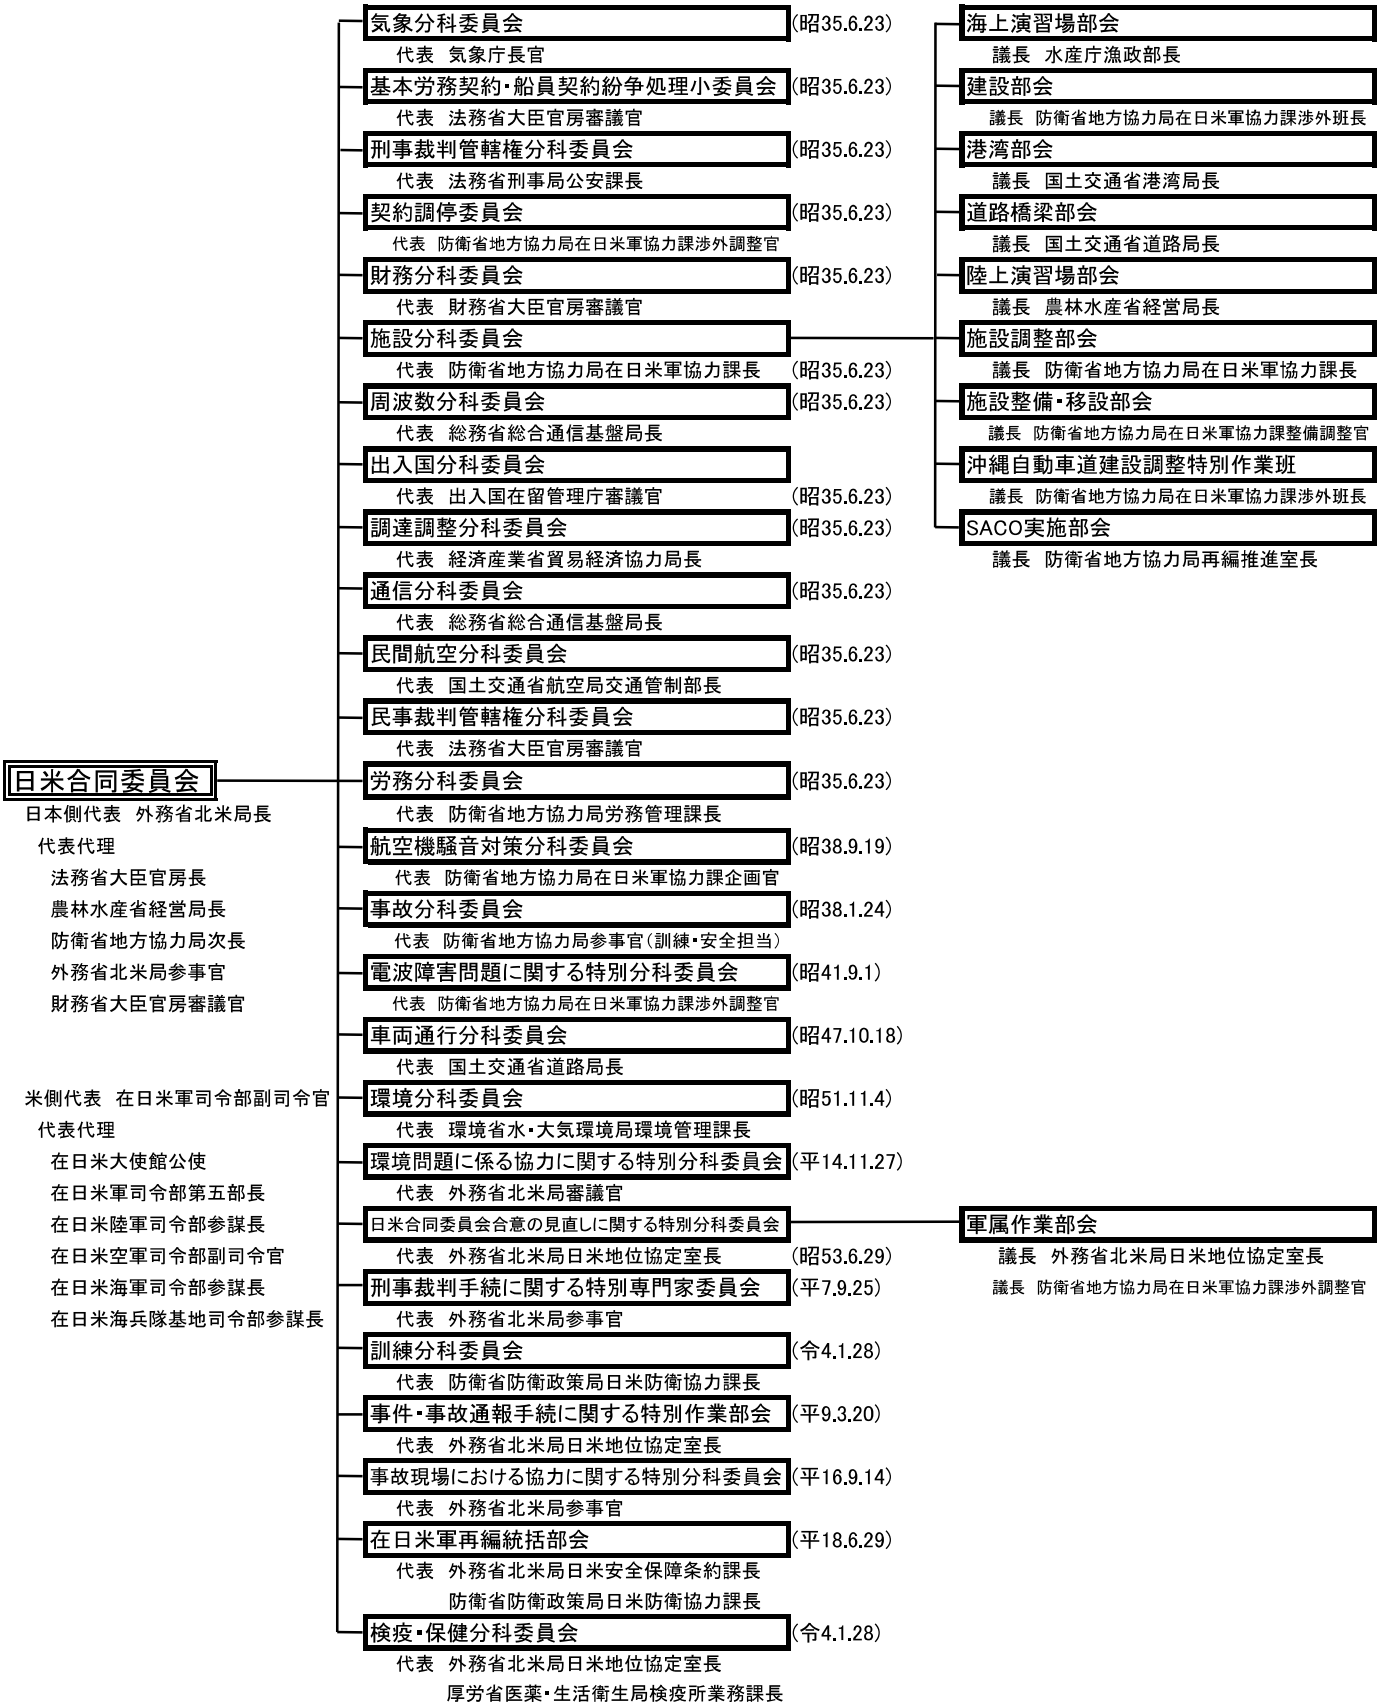 日米合同委員会
日本側代表 外務省北米局長
代表代理
法務省大臣官房長
農林水産省経営局長
防衛省地方協力局次長
外務省北米局参事官
財務省大臣官房審議官
米側代表 在日米軍司令部副司令官
代表代理
在日米大使館公使
在日米軍司令部第五部長
在日米陸軍司令部参謀長
在日米空軍司令部副司令官
在日米海軍司令部参謀長
在日米海兵隊基地司令部参謀長
気象分科委員会 (昭35.6.23)
代表 気象庁長官
基本労務契約・船員契約紛争処理小委員会 (昭35.6.23)
代表 法務省大臣官房審議官
刑事裁判管轄権分科委員会 (昭35.6.23)
代表 法務省刑事局公安課長
契約調停委員会 (昭35.6.23)
代表 防衛省地方協力局在日米軍協力課渉外調整官
財務分科委員会 (昭35.6.23)
代表 財務省大臣官房審議官
施設分科委員会
代表 防衛省地方協力局在日米軍協力課長 (昭35.6.23)
周波数分科委員会 (昭35.6.23)
代表 総務省総合通信基盤局長
出入国分科委員会
代表 出入国在留管理庁審議官 (昭35.6.23)
調達調整分科委員会 (昭35.6.23)
代表 経済産業省貿易経済協力局長
通信分科委員会 (昭35.6.23)
代表 総務省総合通信基盤局長
民間航空分科委員会 (昭35.6.23)
代表 国土交通省航空局交通管制部長
民事裁判管轄権分科委員会 (昭35.6.23)
代表 法務省大臣官房審議官
労務分科委員会 (昭35.6.23)
代表 防衛省地方協力局労務管理課長
航空機騒音対策分科委員会 (昭38.9.19)
代表 防衛省地方協力局在日米軍協力課企画官
事故分科委員会 (昭38.1.24)
代表 防衛省地方協力局参事官(訓練・安全担当)
電波障害問題に関する特別分科委員会 (昭41.9.1)
代表 防衛省地方協力局在日米軍協力課渉外調整官
車両通行分科委員会 (昭47.10.18)
代表 国土交通省道路局長
環境分科委員会 (昭51.11.4)
代表 環境省水・大気環境局環境管理課長
環境問題に係る協力に関する特別分科委員会 (平14.11.27)
代表 外務省北米局審議官
日米合同委員会合意の見直しに関する特別分科委員会
代表 外務省北米局日米地位協定室長 (昭53.6.29)
刑事裁判手続に関する特別専門家委員会 (平7.9.25)
代表 外務省北米局参事官
訓練分科委員会 (令4.1.28)
代表 防衛省防衛政策局日米防衛協力課長
事件・事故通報手続に関する特別作業部会 (平9.3.20)
代表 外務省北米局日米地位協定室長
事故現場における協力に関する特別分科委員会 (平16.9.14)
代表 外務省北米局参事官
在日米軍再編統括部会 (平18.6.29)
代表 外務省北米局日米安全保障条約課長
防衛省防衛政策局日米防衛協力課長
検疫・保健分科委員会 (令4.1.28)
代表 外務省北米局日米地位協定室長
厚労省医薬・生活衛生局検疫所業務課長
海上演習場部会
議長 水産庁漁政部長
建設部会
議長 防衛省地方協力局在日米軍協力課渉外班長
港湾部会
議長 国土交通省港湾局長
道路橋梁部会
議長 国土交通省道路局長
陸上演習場部会
議長 農林水産省経営局長
施設調整部会
議長 防衛省地方協力局在日米軍協力課長
施設整備・移設部会
議長 防衛省地方協力局在日米軍協力課整備調整官
沖縄自動車道建設調整特別作業班
議長 防衛省地方協力局在日米軍協力課渉外班長
SACO実施部会
議長 防衛省地方協力局再編推進室長
軍属作業部会
議長 外務省北米局日米地位協定室長
議長 防衛省地方協力局在日米軍協力課渉外調整官